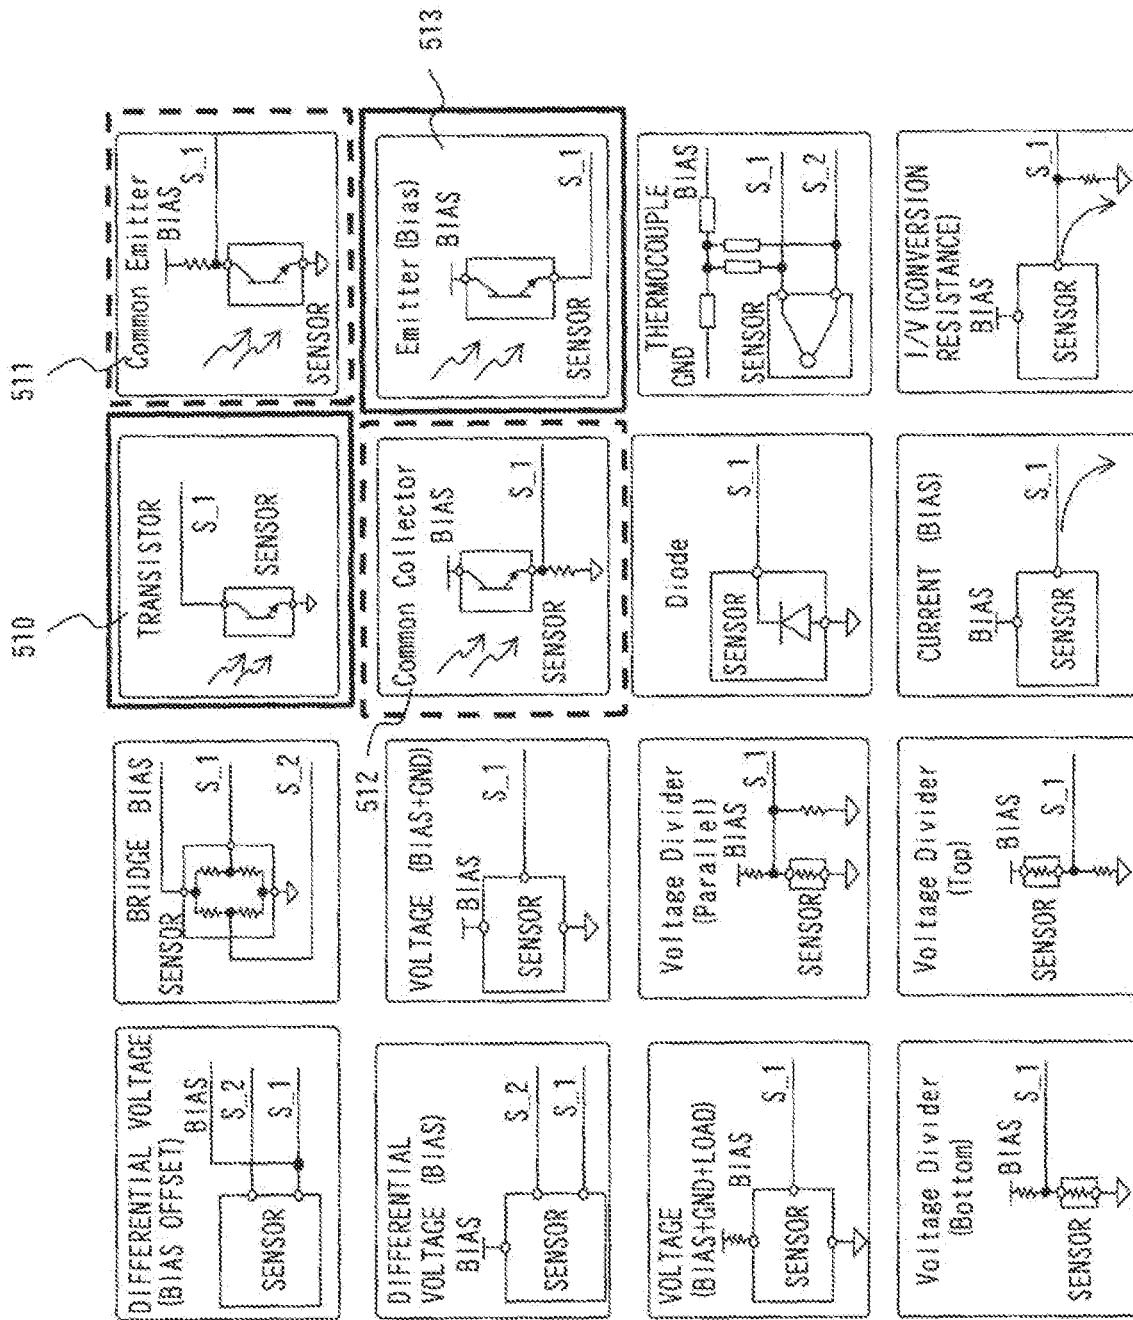 DIFFERENTIAL VOLTAGE
(BIAS OFFSET)
BIAS
S_2
SENSOR
S_1
BRIDGE BIAS
SENSOR
S_1
S_2
510
TRANSISTOR
S_1
SENSOR
511
Common Emitter
BIAS
S_1
SENSOR
DIFFERENTIAL
VOLTAGE (BIAS)
BIAS
S_2
SENSOR
S_1
VOLTAGE (BIAS+GND)
BIAS
S_1
SENSOR
512
Common Collector
BIAS
S_1
SENSOR
513
Emitter(Bias)
BIAS
SENSOR
S_1
VOLTAGE
(BIAS+GND+LOAD)
BIAS
SENSOR
S_1
Voltage Divider
(Parallel)
BIAS
S_1
SENSOR
Diode
SENSOR
S_1
THERMOCOUPLE
GND
BIAS
SENSOR
S_1
S_2
Voltage Divider
(Bottom)
BIAS
S_1
SENSOR
Voltage Divider
(Top)
BIAS
SENSOR
S_1
CURRENT (BIAS)
BIAS
SENSOR
S_1
I/V(CONVERSION
RESISTANCE)
BIAS
SENSOR
S_1